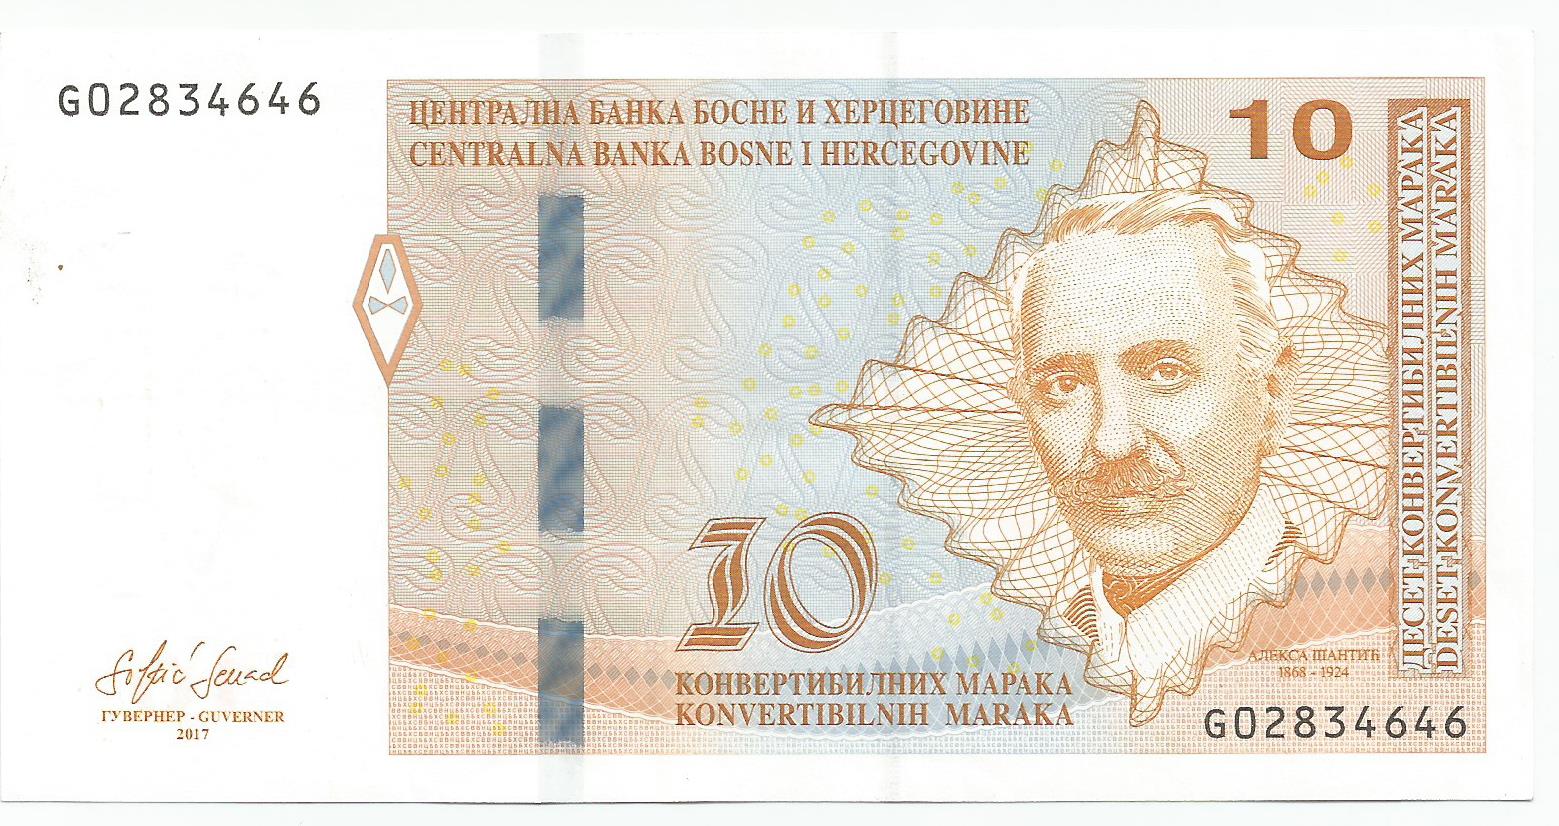 G02834646
ЦЕНТРАЛНА БАНКА БОСНЕ И ХЕРЦЕГОВИНЕ
CENTRALNA BANKA BOSNE I HERCEGOVINE
10
ДЕСЕТ КОНВЕРТИБИЛНИХ МАРАКА
DESET KONVERTIBILNIH MARAKA
10
КОНВЕРТИБИЛНИХ МАРАКА
KONVERTIBILNIH MARAKA
АЛЕКСА ШАНТИЋ
1868 - 1924
G02834646
Softić Senad
ГУВЕРНЕР - GUVERNER
2017